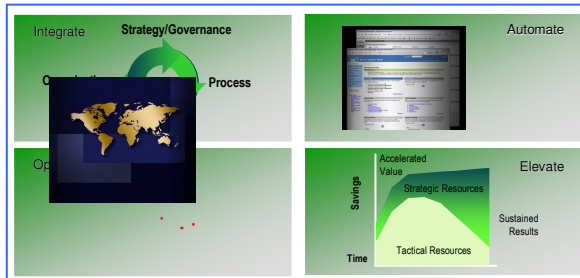 Integrate
Strategy/Governance
Process
Automate
Elevate
Accelerated
Value
Strategic Resources
Savings
Sustained
Results
Tactical Resources
Time